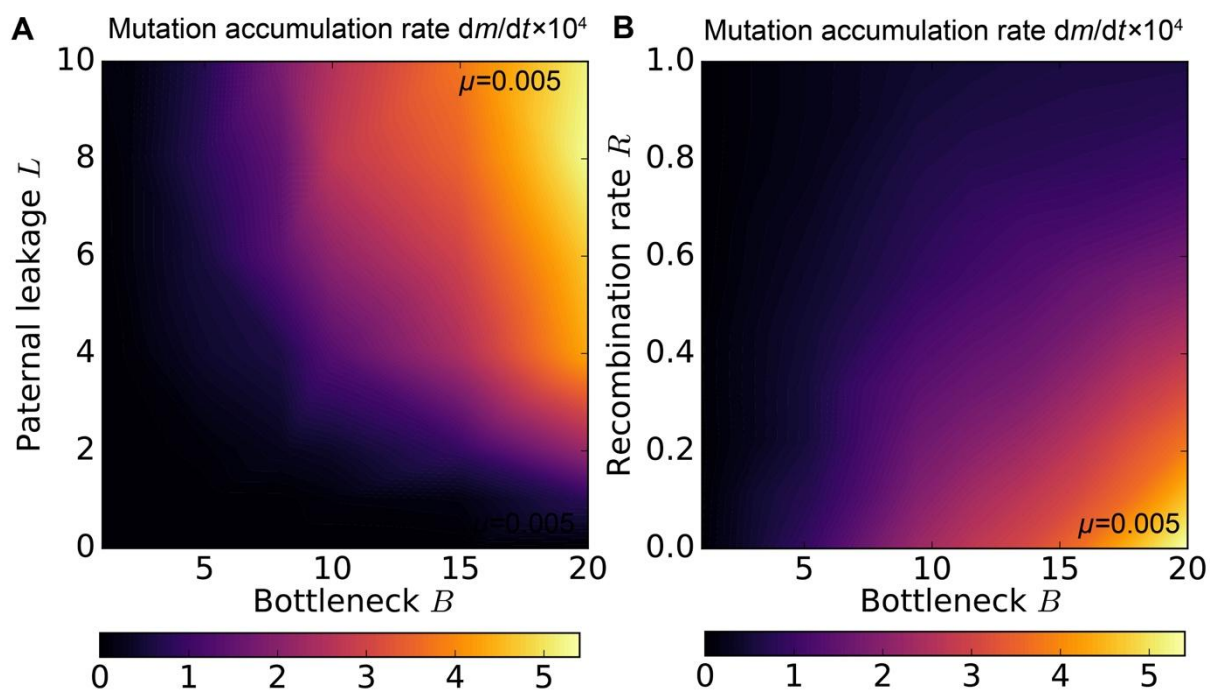 A Mutation accumulation rate dm/dt×10⁴
10
8
6
4
2
0
Paternal leakage L
μ=0.005
μ=0.005
5 10 15 20
Bottleneck B
0 1 2 3 4 5
B Mutation accumulation rate dm/dt×10⁴
1.0
0.8
0.6
0.4
0.2
0.0
Recombination rate R
μ=0.005
5 10 15 20
Bottleneck B
0 1 2 3 4 5